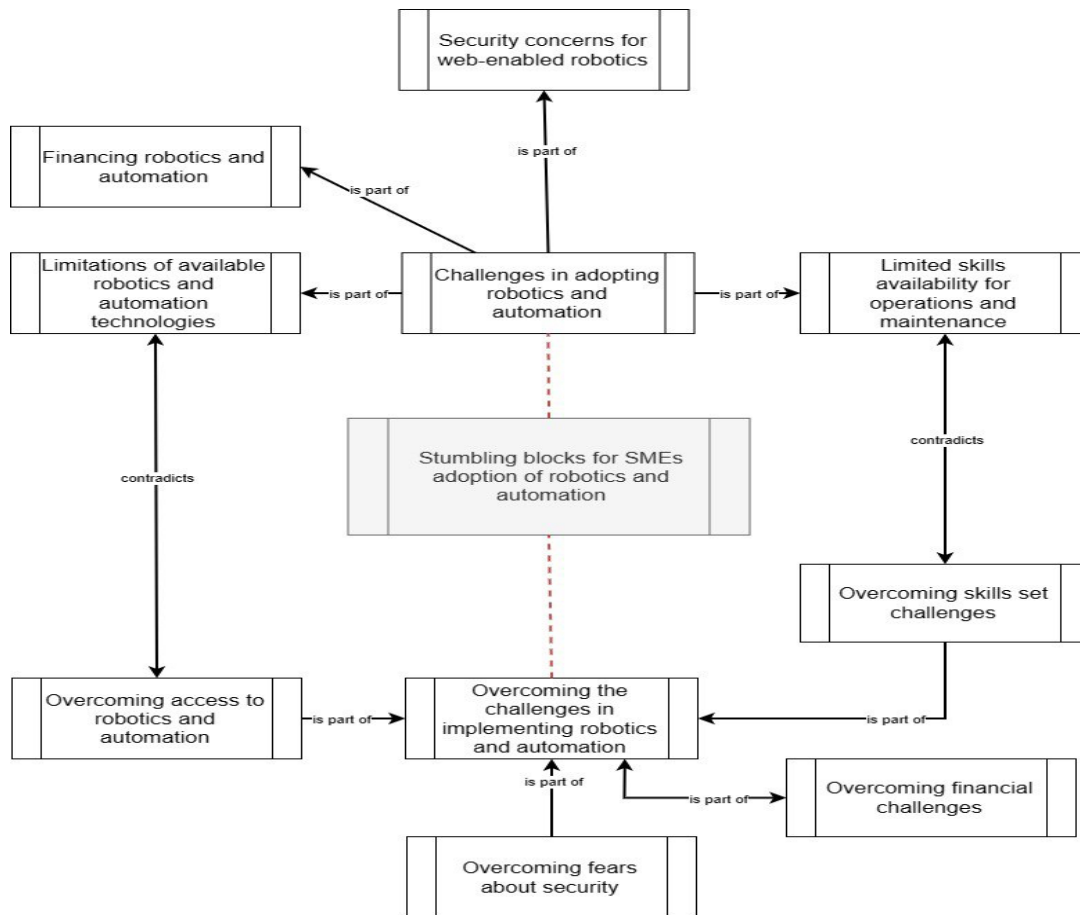 Security concerns for
web-enabled robotics
is part of
Financing robotics and
automation
is part of
Limitations of available
robotics and
automation
technologies
is part of
Challenges in adopting
robotics and
automation
is part of
Limited skills
availability for
operations and
maintenance
contradicts
contradicts
Stumbling blocks for SMEs
adoption of robotics and
automation
Overcoming skills set
challenges
Overcoming access to
robotics and
automation
is part of
Overcoming the
challenges in
implementing robotics
and automation
is part of
is part of
is part of
Overcoming financial
challenges
Overcoming fears
about security